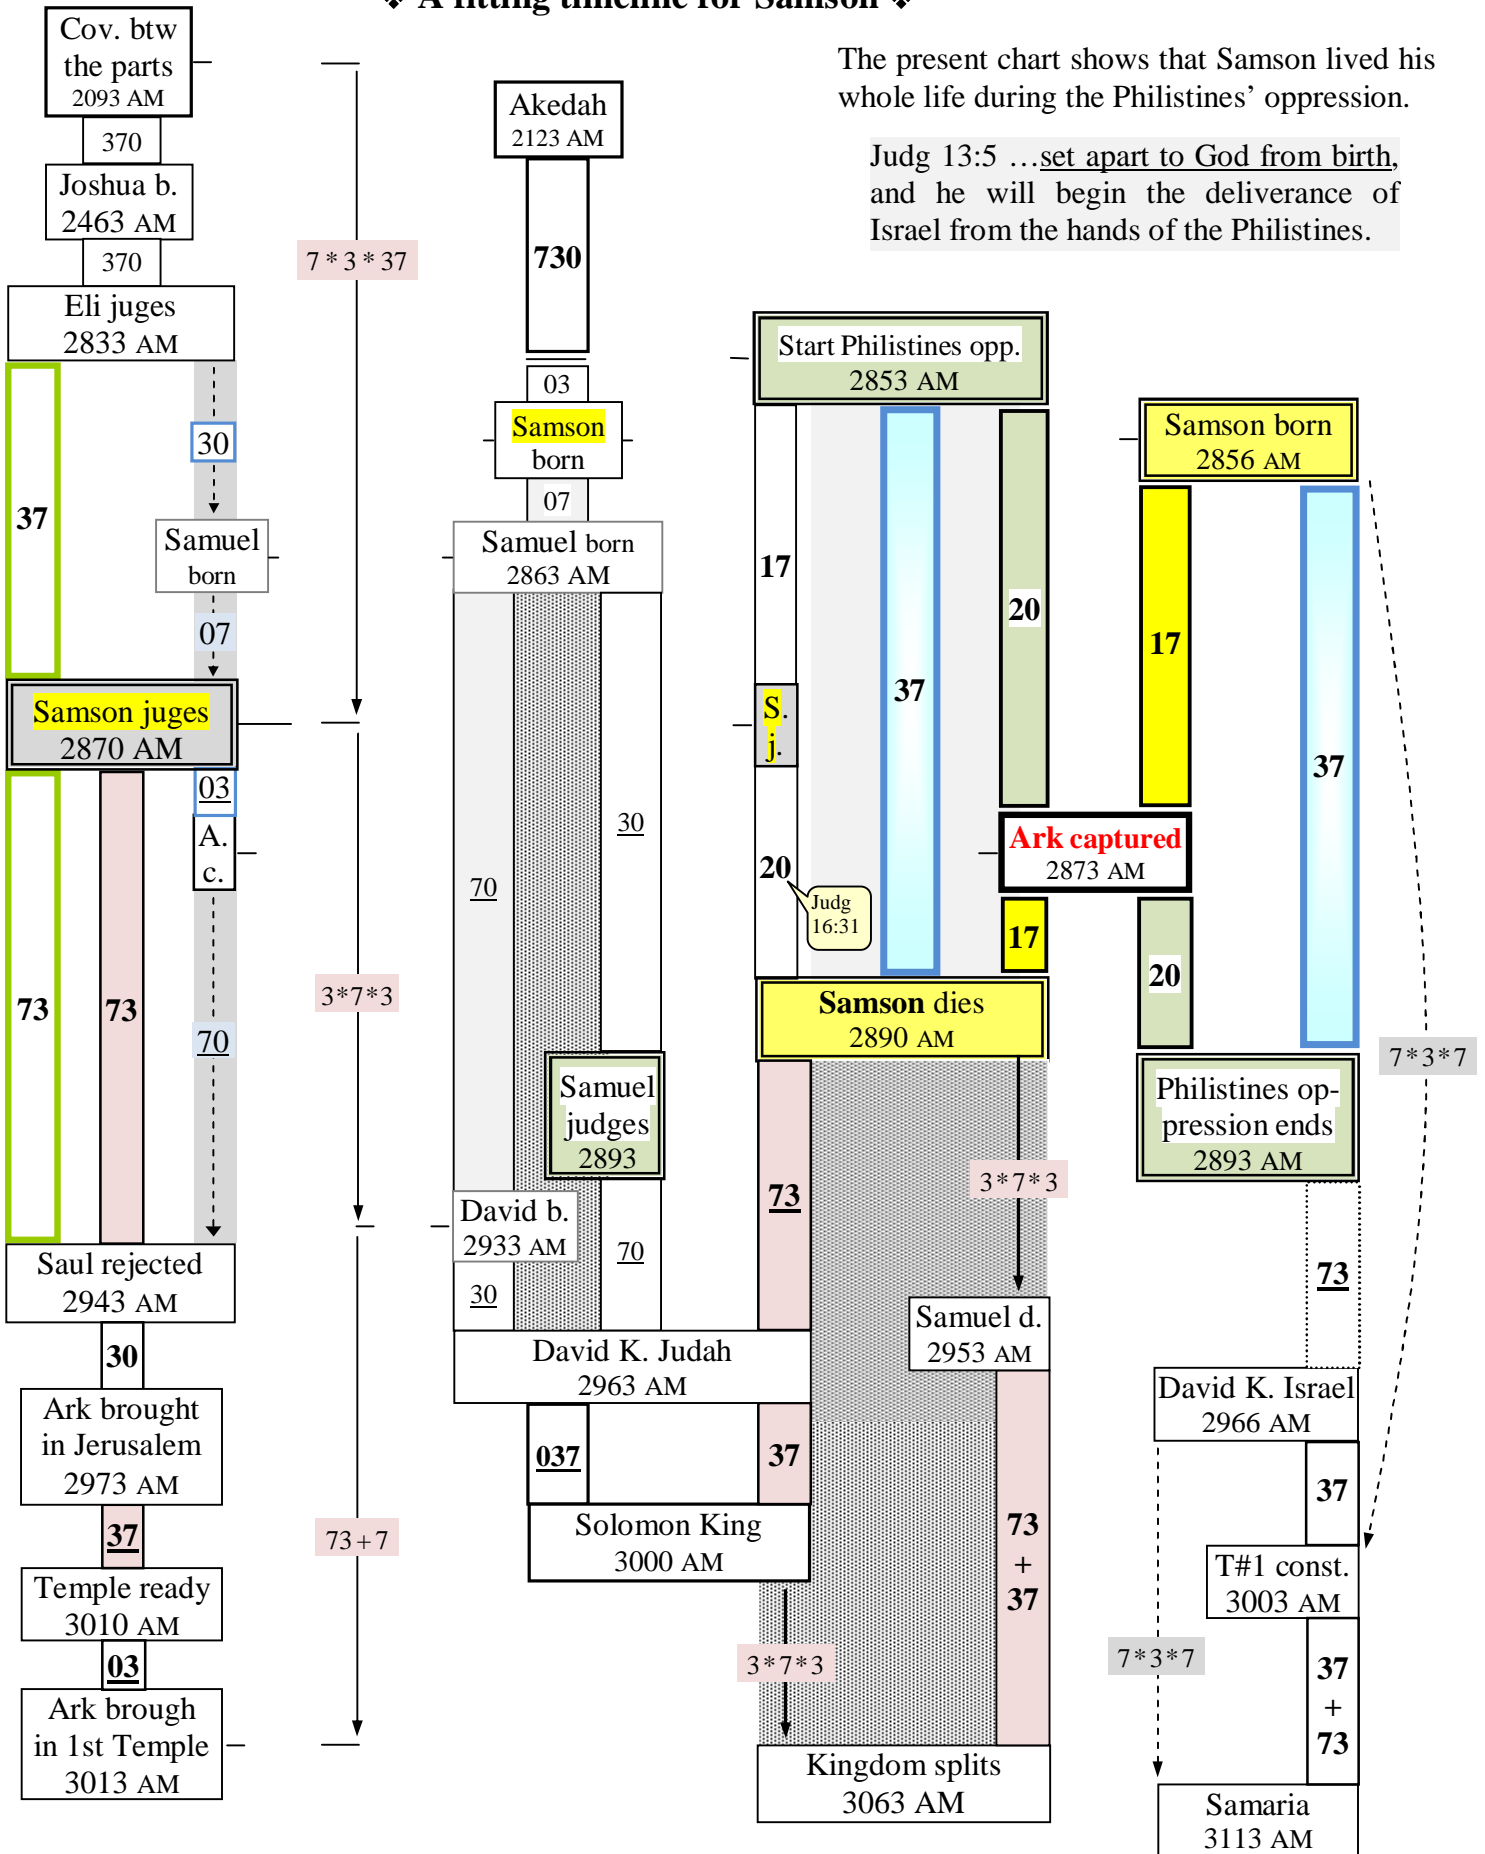 ❖ A fitting timeline for Samson ❖
The present chart shows that Samson lived his
whole life during the Philistines’ oppression.
Judg 13:5 …set apart to God from birth,
and he will begin the deliverance of
Israel from the hands of the Philistines.
Cov. btw
the parts
2093 AM
370
Joshua b.
2463 AM
370
Eli juges
2833 AM
37
30
Samuel
born
07
Samson juges
2870 AM
73
73
03
A.
c.
70
Saul rejected
2943 AM
30
Ark brought
in Jerusalem
2973 AM
37
Temple ready
3010 AM
03
Ark brough
in 1st Temple
3013 AM
7*3*37
3*7*3
73+7
Akedah
2123 AM
730
03
Samson
born
07
Samuel born
2863 AM
70
30
Samuel
judges
2893
David b.
2933 AM
30
70
David K. Judah
2963 AM
037
37
Solomon King
3000 AM
3*7*3
Start Philistines opp.
2853 AM
17
37
20
S.
j.
20
Judg
16:31
Ark captured
2873 AM
17
Samson dies
2890 AM
73
3*7*3
Samuel d.
2953 AM
73
+
37
Kingdom splits
3063 AM
Samson born
2856 AM
17
37
20
7*3*7
Philistines op-
pression ends
2893 AM
73
David K. Israel
2966 AM
37
T#1 const.
3003 AM
7*3*7
37
+
73
Samaria
3113 AM